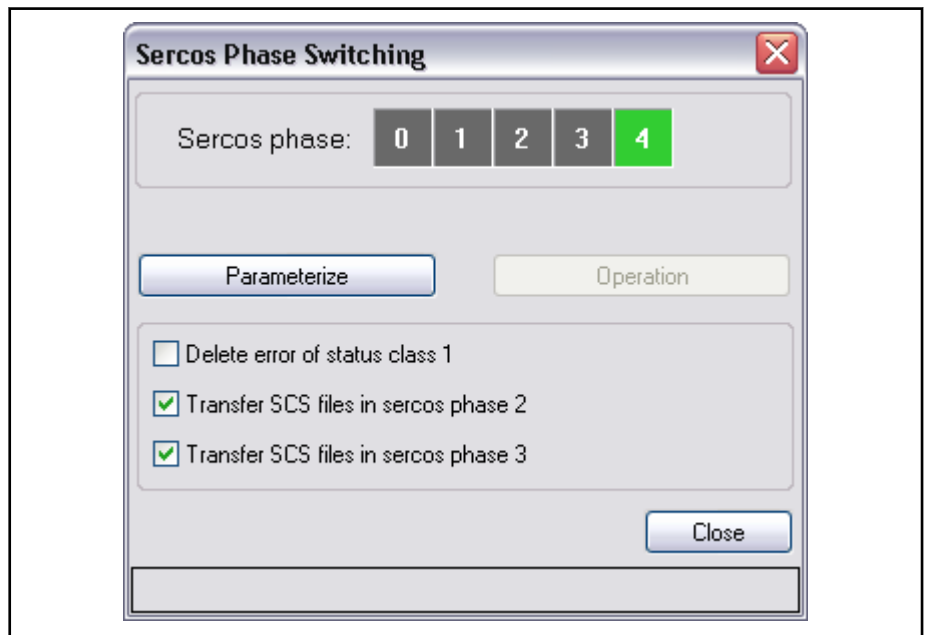 Sercos Phase Switching
Sercos phase: 0 1 2 3 4
Parameterize Operation
Delete error of status class 1
Transfer SCS files in sercos phase 2
Transfer SCS files in sercos phase 3
Close